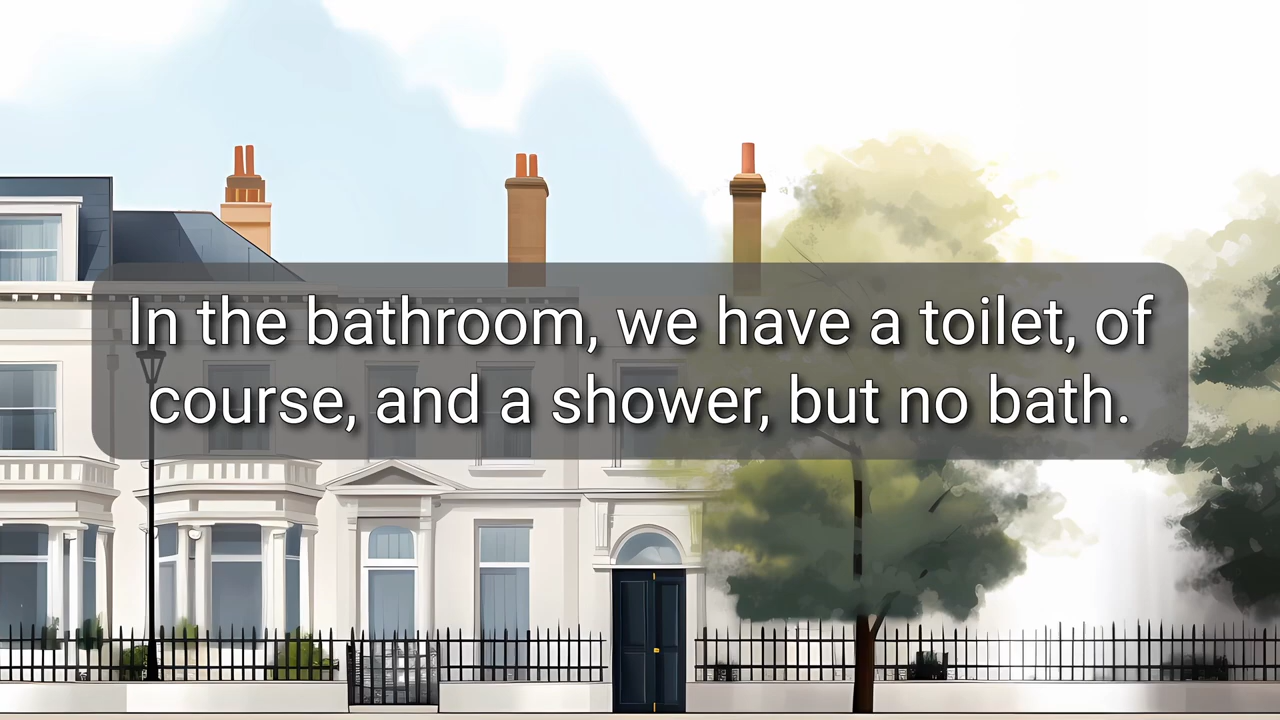 In the bathroom, we have a toilet, of
course, and a shower, but no bath.